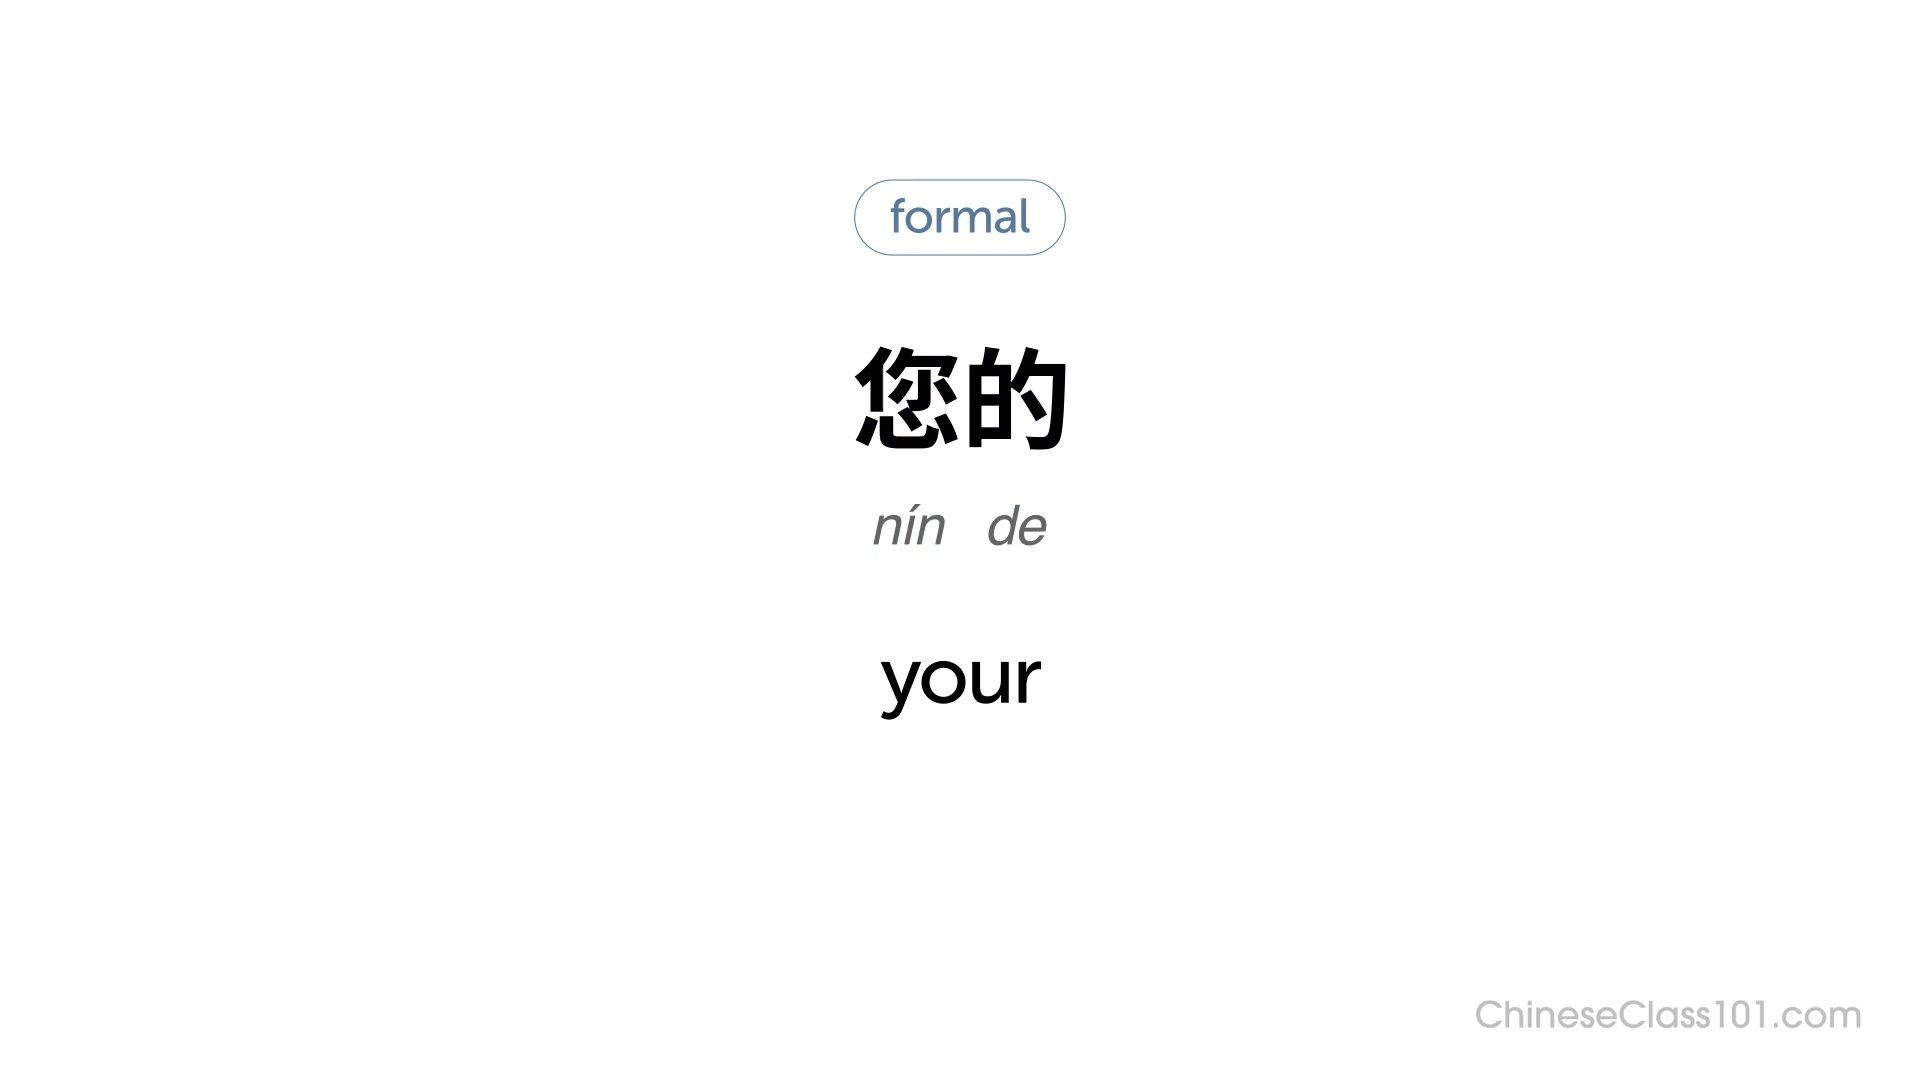 formal
您的
nín de
your
ChineseClass101.com